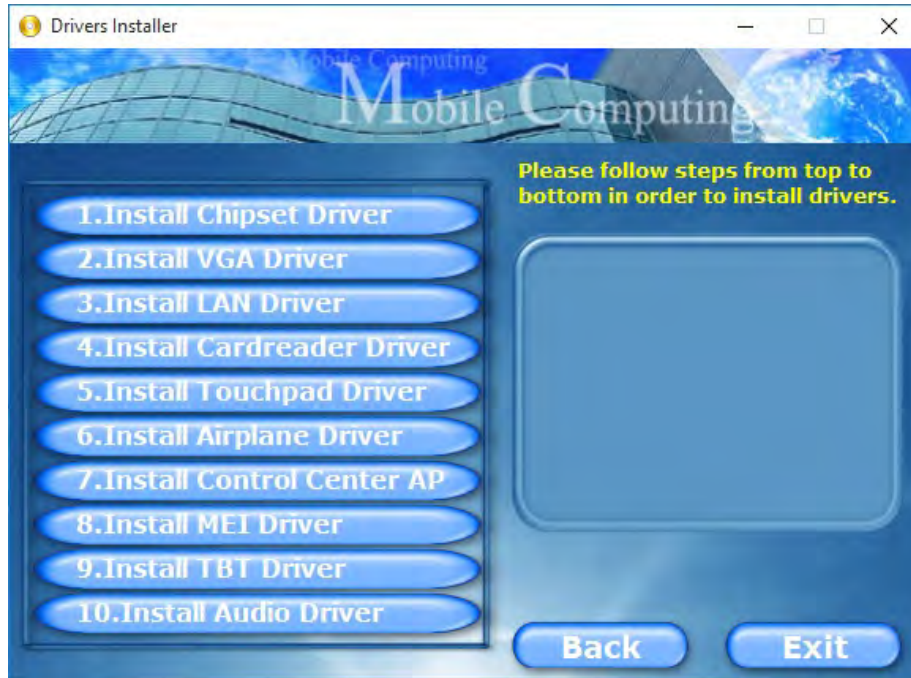 Drivers Installer
Mobile Computing
Mobile Computing
Please follow steps from top to
bottom in order to install drivers.
1.Install Chipset Driver
2.Install VGA Driver
3.Install LAN Driver
4.Install Cardreader Driver
5.Install Touchpad Driver
6.Install Airplane Driver
7.Install Control Center AP
8.Install MEI Driver
9.Install TBT Driver
10.Install Audio Driver
Back
Exit